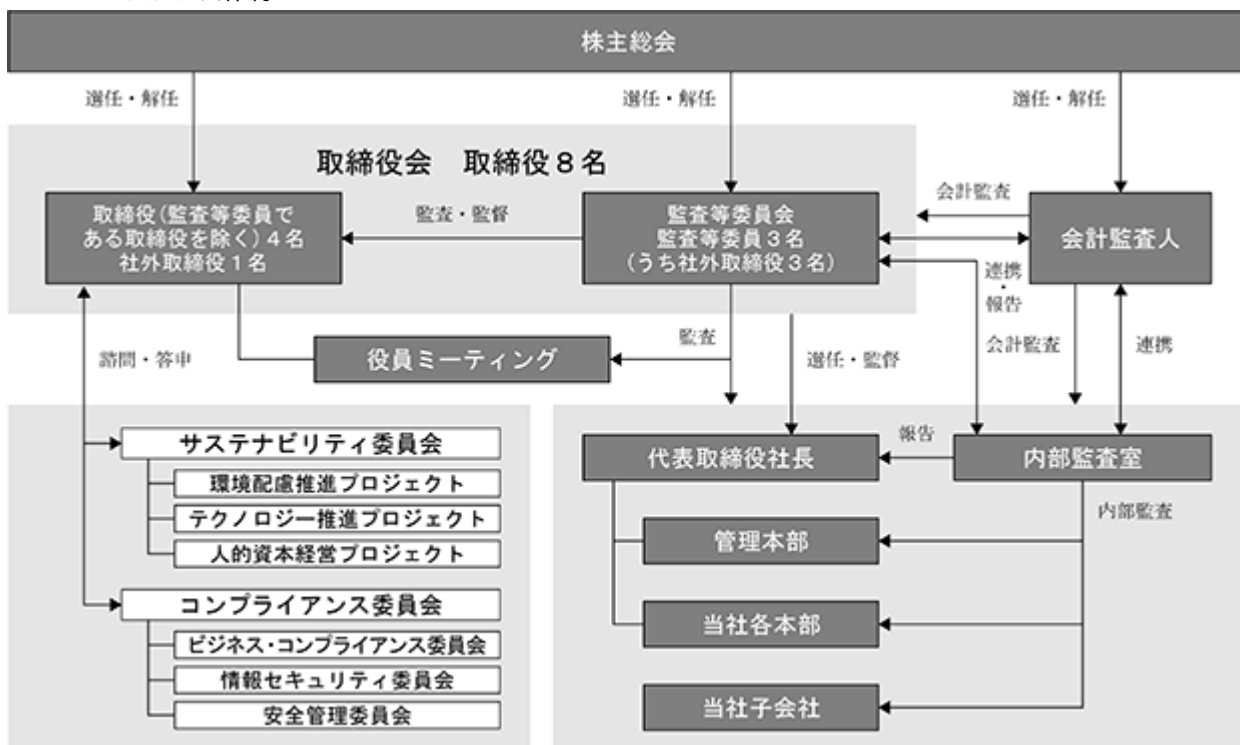 株主総会
選任・解任
選任・解任
選任・解任
取締役会　取締役８名
取締役(監査等委員で
ある取締役を除く)４名
社外取締役１名
監査・監督
監査等委員会
監査等委員３名
(うち社外取締役３名)
会計監査
会計監査人
連携
・
報告
諮問・答申
役員ミーティング
監査
選任・監督
会計監査
連携
サステナビリティ委員会
環境配慮推進プロジェクト
テクノロジー推進プロジェクト
人的資本経営プロジェクト
コンプライアンス委員会
ビジネス・コンプライアンス委員会
情報セキュリティ委員会
安全管理委員会
代表取締役社長
報告
内部監査室
内部監査
管理本部
当社各本部
当社子会社